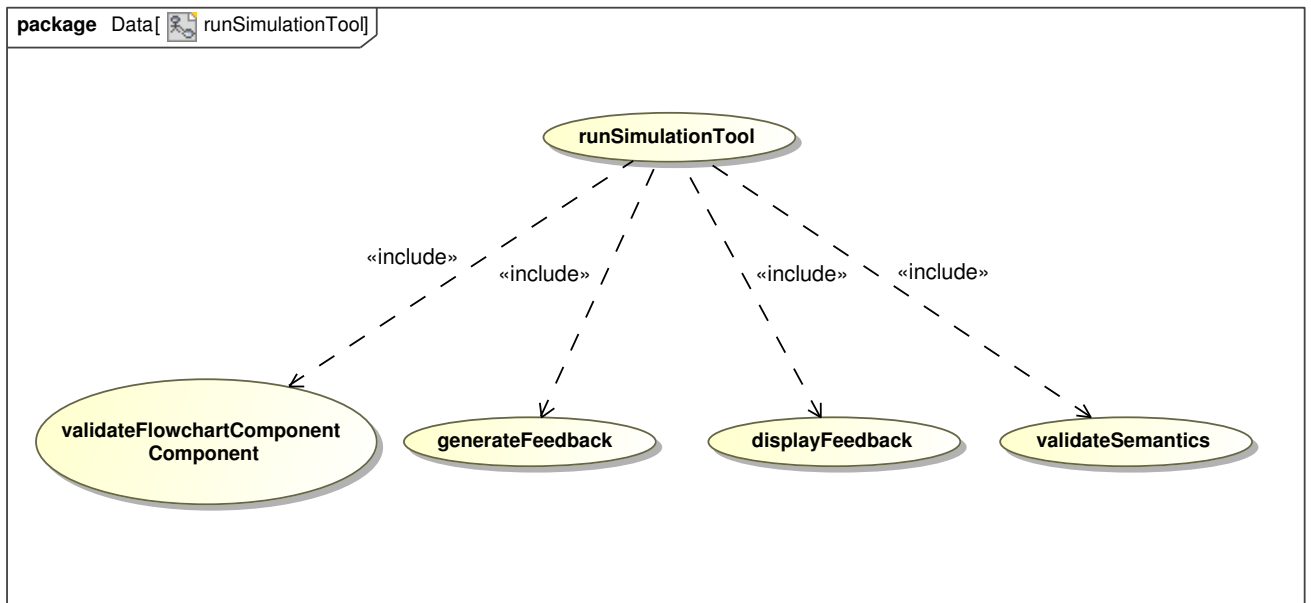 package Data[ runSimulationTool]
runSimulationTool
«include»
«include»
«include»
«include»
validateFlowchartComponent
Component
generateFeedback
displayFeedback
validateSemantics